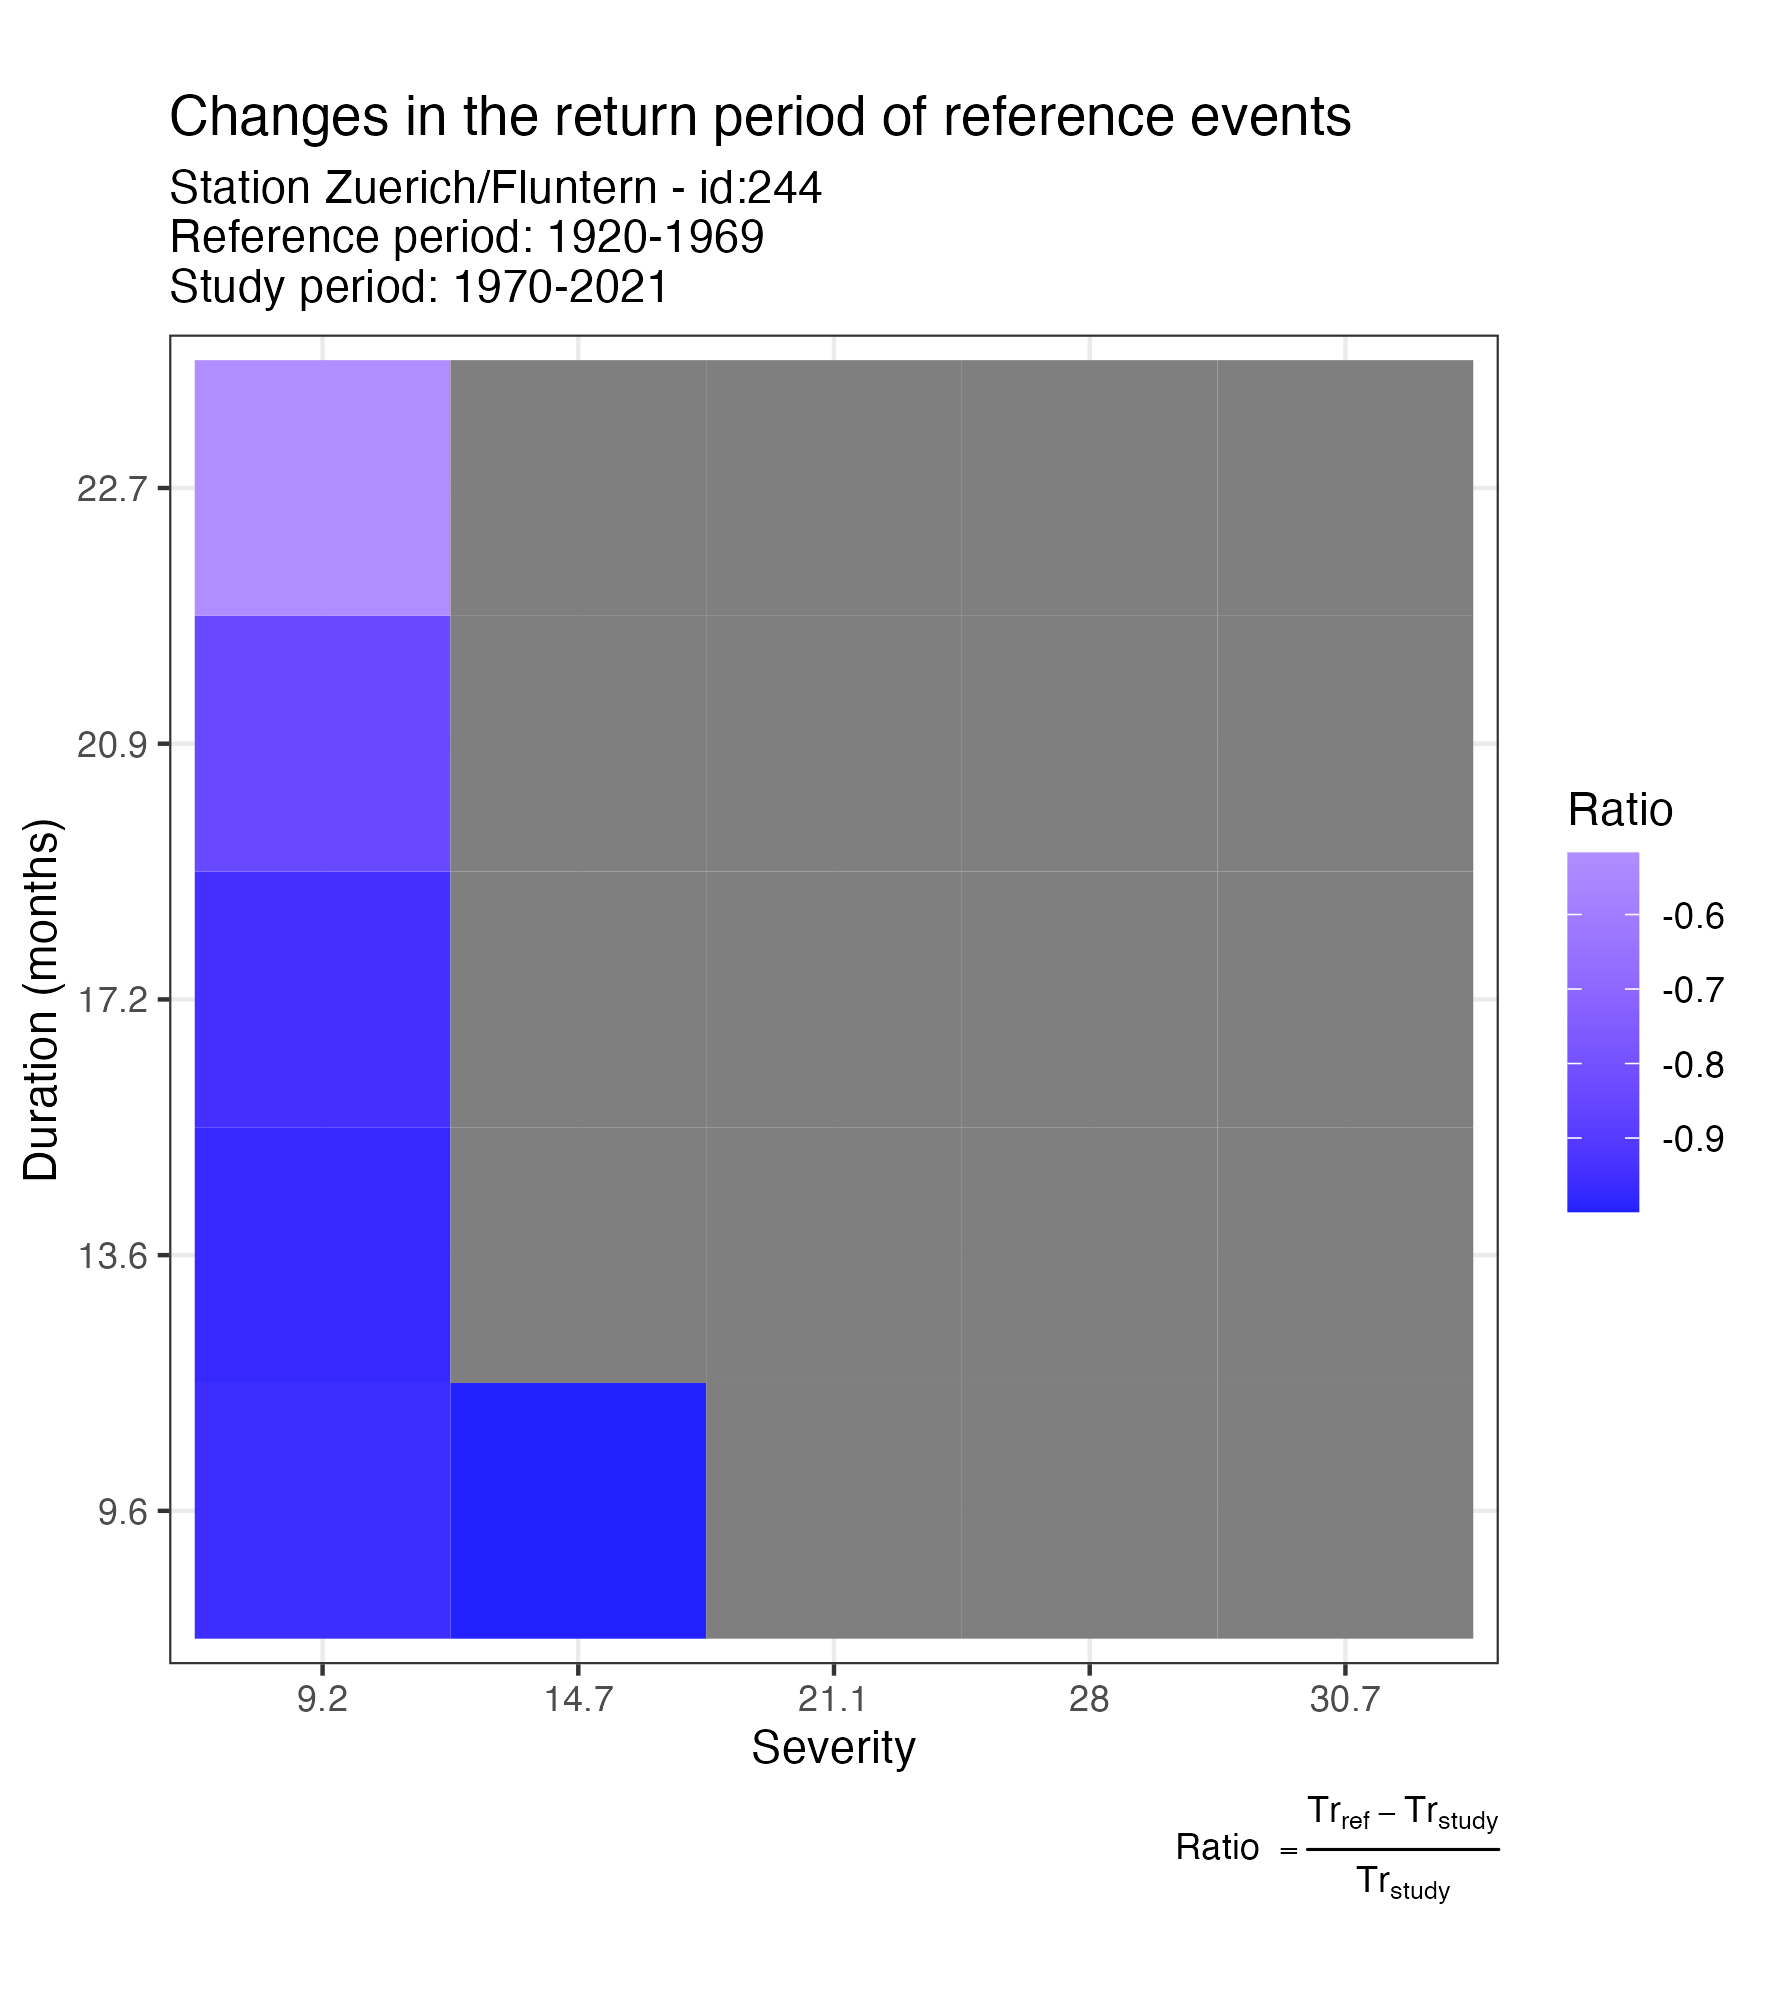 Changes in the return period of reference events
Station Zuerich/Fluntern - id:244
Reference period: 1920-1969
Study period: 1970-2021
22.7
20.9
17.2
13.6
9.6
Duration (months)
9.2 14.7 21.1 28 30.7
Severity
Ratio
-0.6
-0.7
-0.8
-0.9
Tr_ref − Tr_study
Ratio =
Tr_study